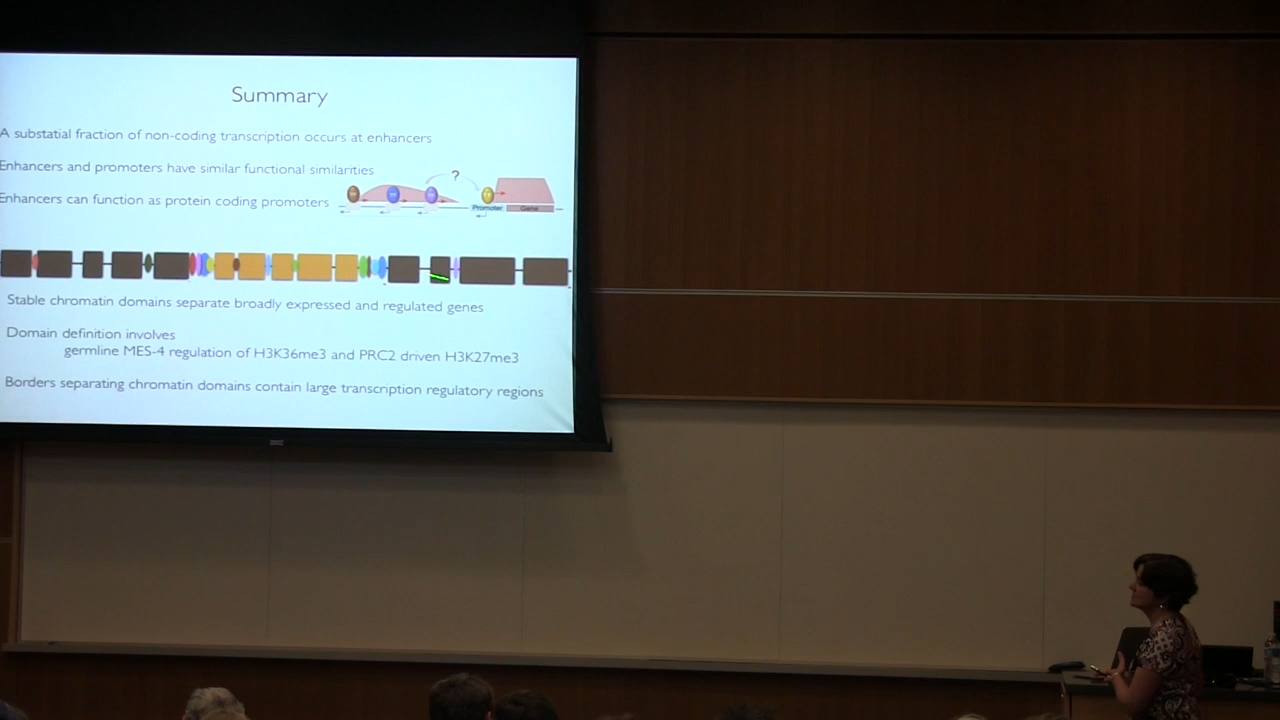 Summary
A substatial fraction of non-coding transcription occurs at enhancers
Enhancers and promoters have similar functional similarities
?
Enhancers can function as protein coding promoters
Promoter Gene
Stable chromatin domains separate broadly expressed and regulated genes
Domain definition involves
germline MES-4 regulation of H3K36me3 and PRC2 driven H3K27me3
Borders separating chromatin domains contain large transcription regulatory regions